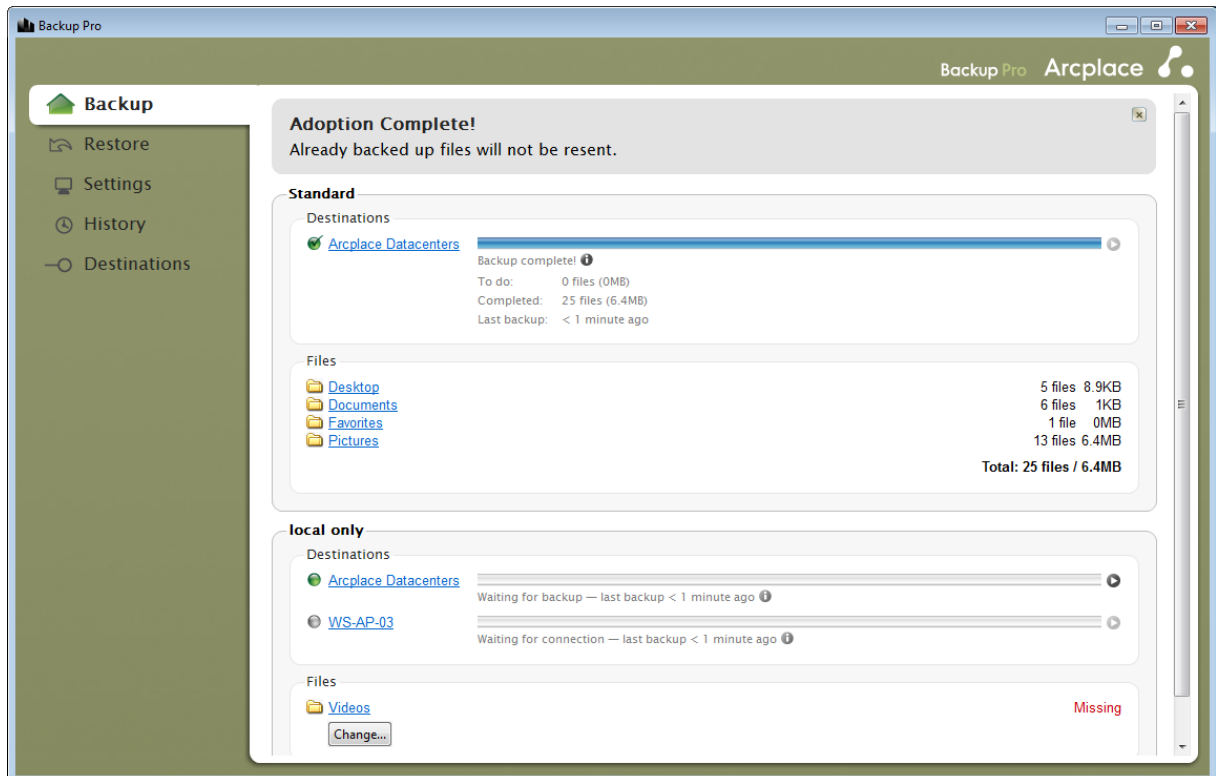 Backup Pro
Backup Pro Arcplace
Backup
Restore
Settings
History
Destinations
Adoption Complete!
Already backed up files will not be resent.
Standard
Destinations
Arcplace Datacenters
Backup complete!
To do: 0 files (0MB)
Completed: 25 files (6.4MB)
Last backup: < 1 minute ago
Files
Desktop 5 files 8.9KB
Documents 6 files 1KB
Favorites 1 file 0MB
Pictures 13 files 6.4MB
Total: 25 files / 6.4MB
local only
Destinations
Arcplace Datacenters
Waiting for backup — last backup < 1 minute ago
WS-AP-03
Waiting for connection — last backup < 1 minute ago
Files
Videos Missing
Change...